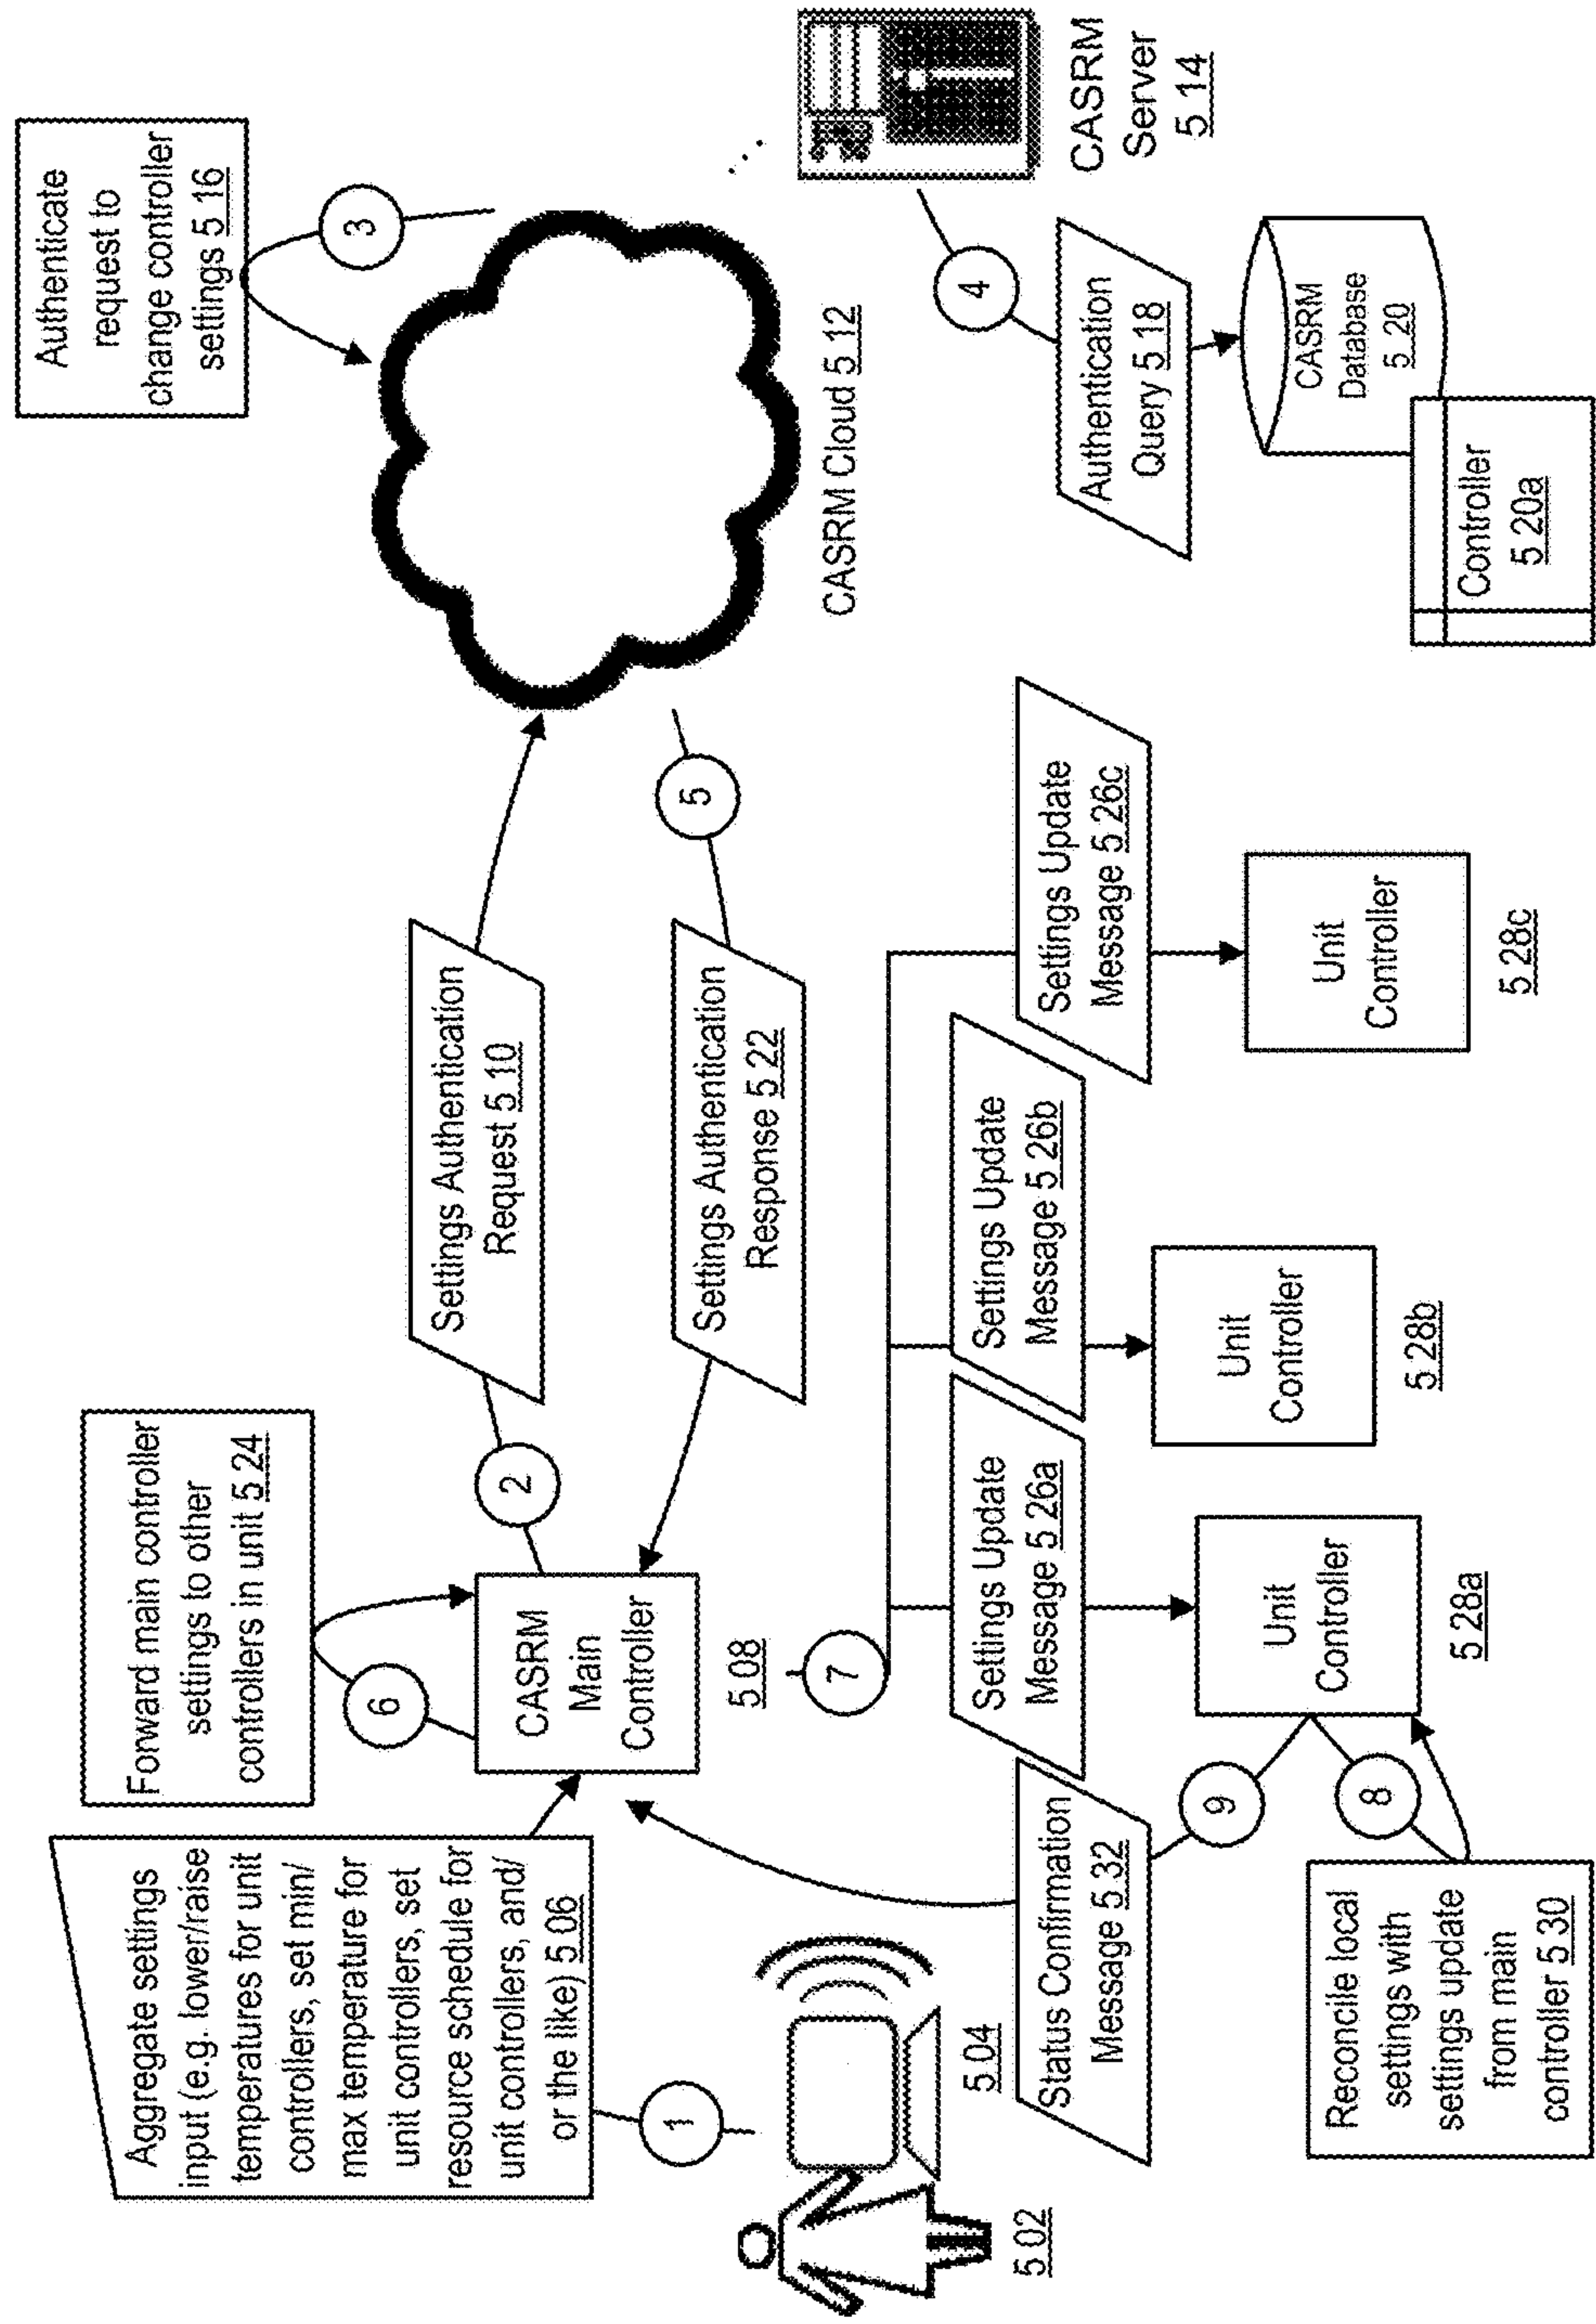 Aggregate settings
input (e.g. lower/raise
temperatures for unit
controllers, set min/
max temperature for
unit controllers, set
resource schedule for
unit controllers, and/
or the like) 5 06
1
5 02
5 04
Forward main controller
settings to other
controllers in unit 5 24
6
CASRM
Main
Controller
5 08
2
Settings Authentication
Request 5 10
Authenticate
request to
change controller
settings 5 16
3
CASRM Cloud 5 12
CASRM
Server
5 14
4
Authentication
Query 5 18
CASRM
Database
5 20
Controller
5 20a
5
Settings Authentication
Response 5 22
7
Settings Update
Message 5 26a
Settings Update
Message 5 26b
Settings Update
Message 5 26c
Unit
Controller
5 28a
Unit
Controller
5 28b
Unit
Controller
5 28c
8
Reconcile local
settings with
settings update
from main
controller 5 30
9
Status Confirmation
Message 5 32